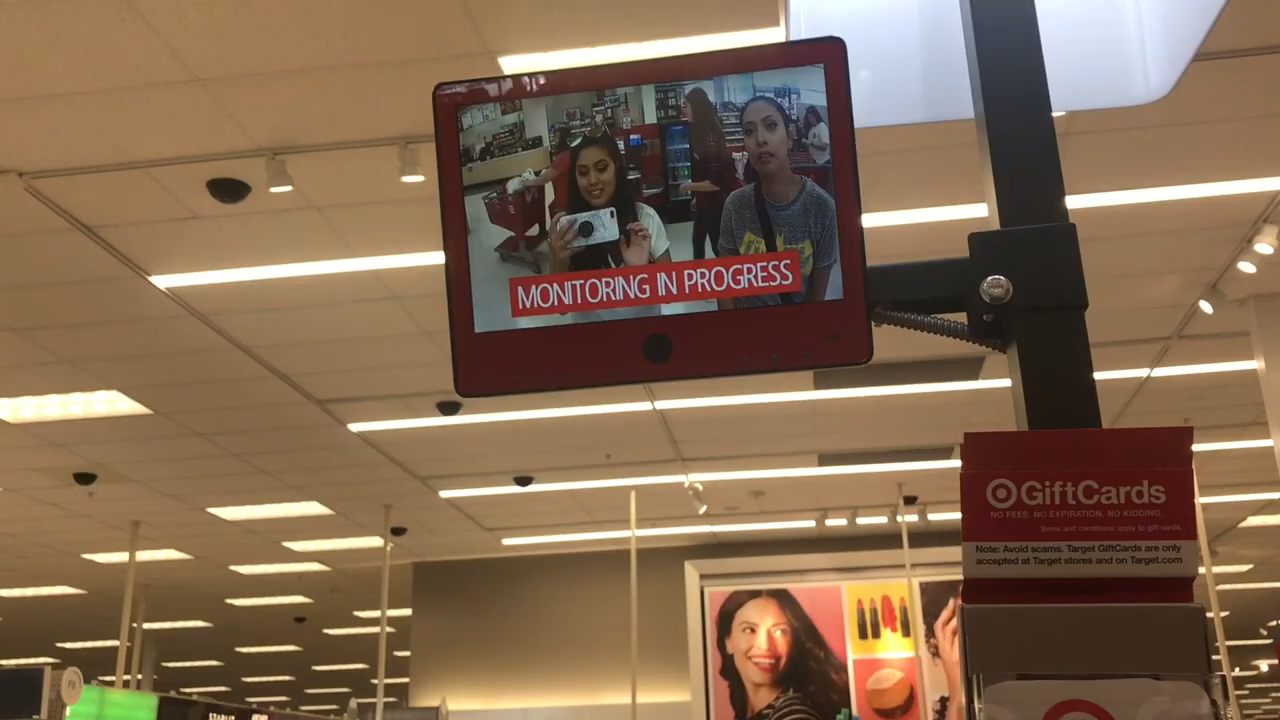 MONITORING IN PROGRESS
GiftCards
NO FEES. NO EXPIRATION. NO KIDDING.
Terms and conditions apply to gift cards.
Note: Avoid scams. Target GiftCards are only
accepted at Target stores and on Target.com